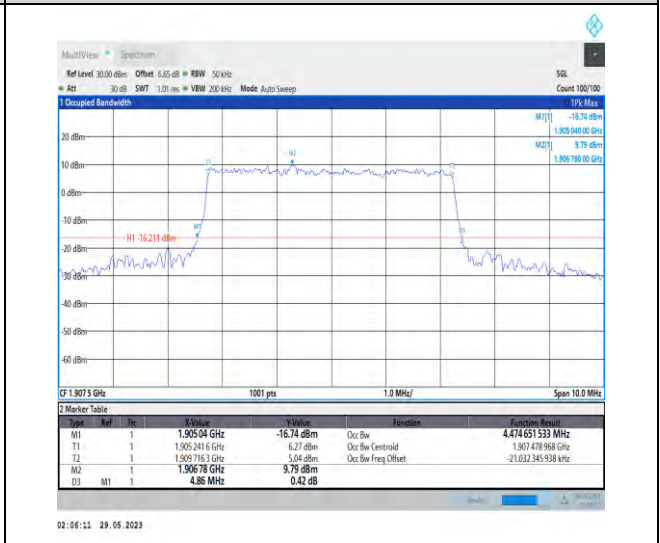 MultiView Spectrum
Ref Level 30.00 dBm Offset 6.85 dB RBW 50 kHz SGL
Att 30 dB SWT 1.01 ms VBW 200 kHz Mode Auto Sweep Count 100/100
1 Occupied Bandwidth 1Pk Max
M1[1] -16.74 dBm
1.905 040 00 GHz
M2[1] 9.79 dBm
1.906 780 00 GHz
20 dBm
10 dBm
0 dBm
-10 dBm
-20 dBm
-30 dBm
-40 dBm
-50 dBm
-60 dBm
T1
M2
T2
M1
D3
H1 -16.211 dBm
CF 1.907 5 GHz 1001 pts 1.0 MHz/ Span 10.0 MHz
2 Marker Table
Type Ref Trc X-Value Y-Value Function Function Result
M1 1 1.905 04 GHz -16.74 dBm Occ Bw 4.474 651 533 MHz
T1 1 1.905 241 6 GHz 6.27 dBm Occ Bw Centroid 1.907 478 968 GHz
T2 1 1.909 716 3 GHz 5.04 dBm Occ Bw Freq Offset -21.032 345 938 kHz
M2 1 1.906 78 GHz 9.79 dBm
D3 M1 1 4.86 MHz 0.42 dB
02:06:11 29.05.2023